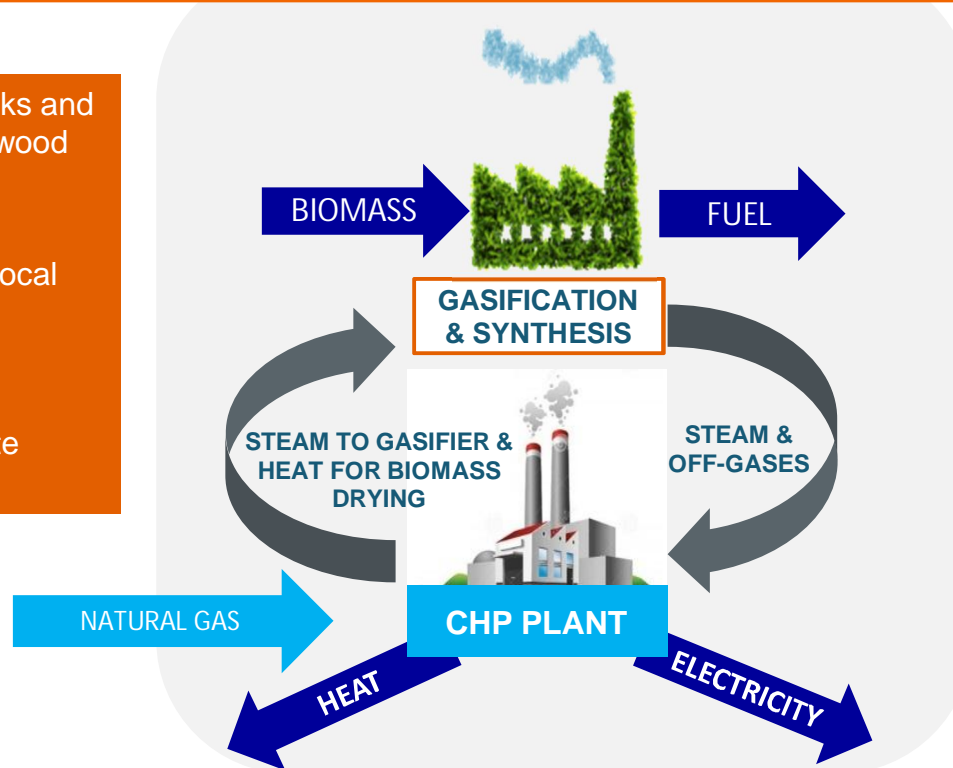 ks and
wood
ocal
te
BIOMASS
FUEL
GASIFICATION
& SYNTHESIS
STEAM TO GASIFIER &
HEAT FOR BIOMASS
DRYING
STEAM &
OFF-GASES
NATURAL GAS
CHP PLANT
HEAT
ELECTRICITY